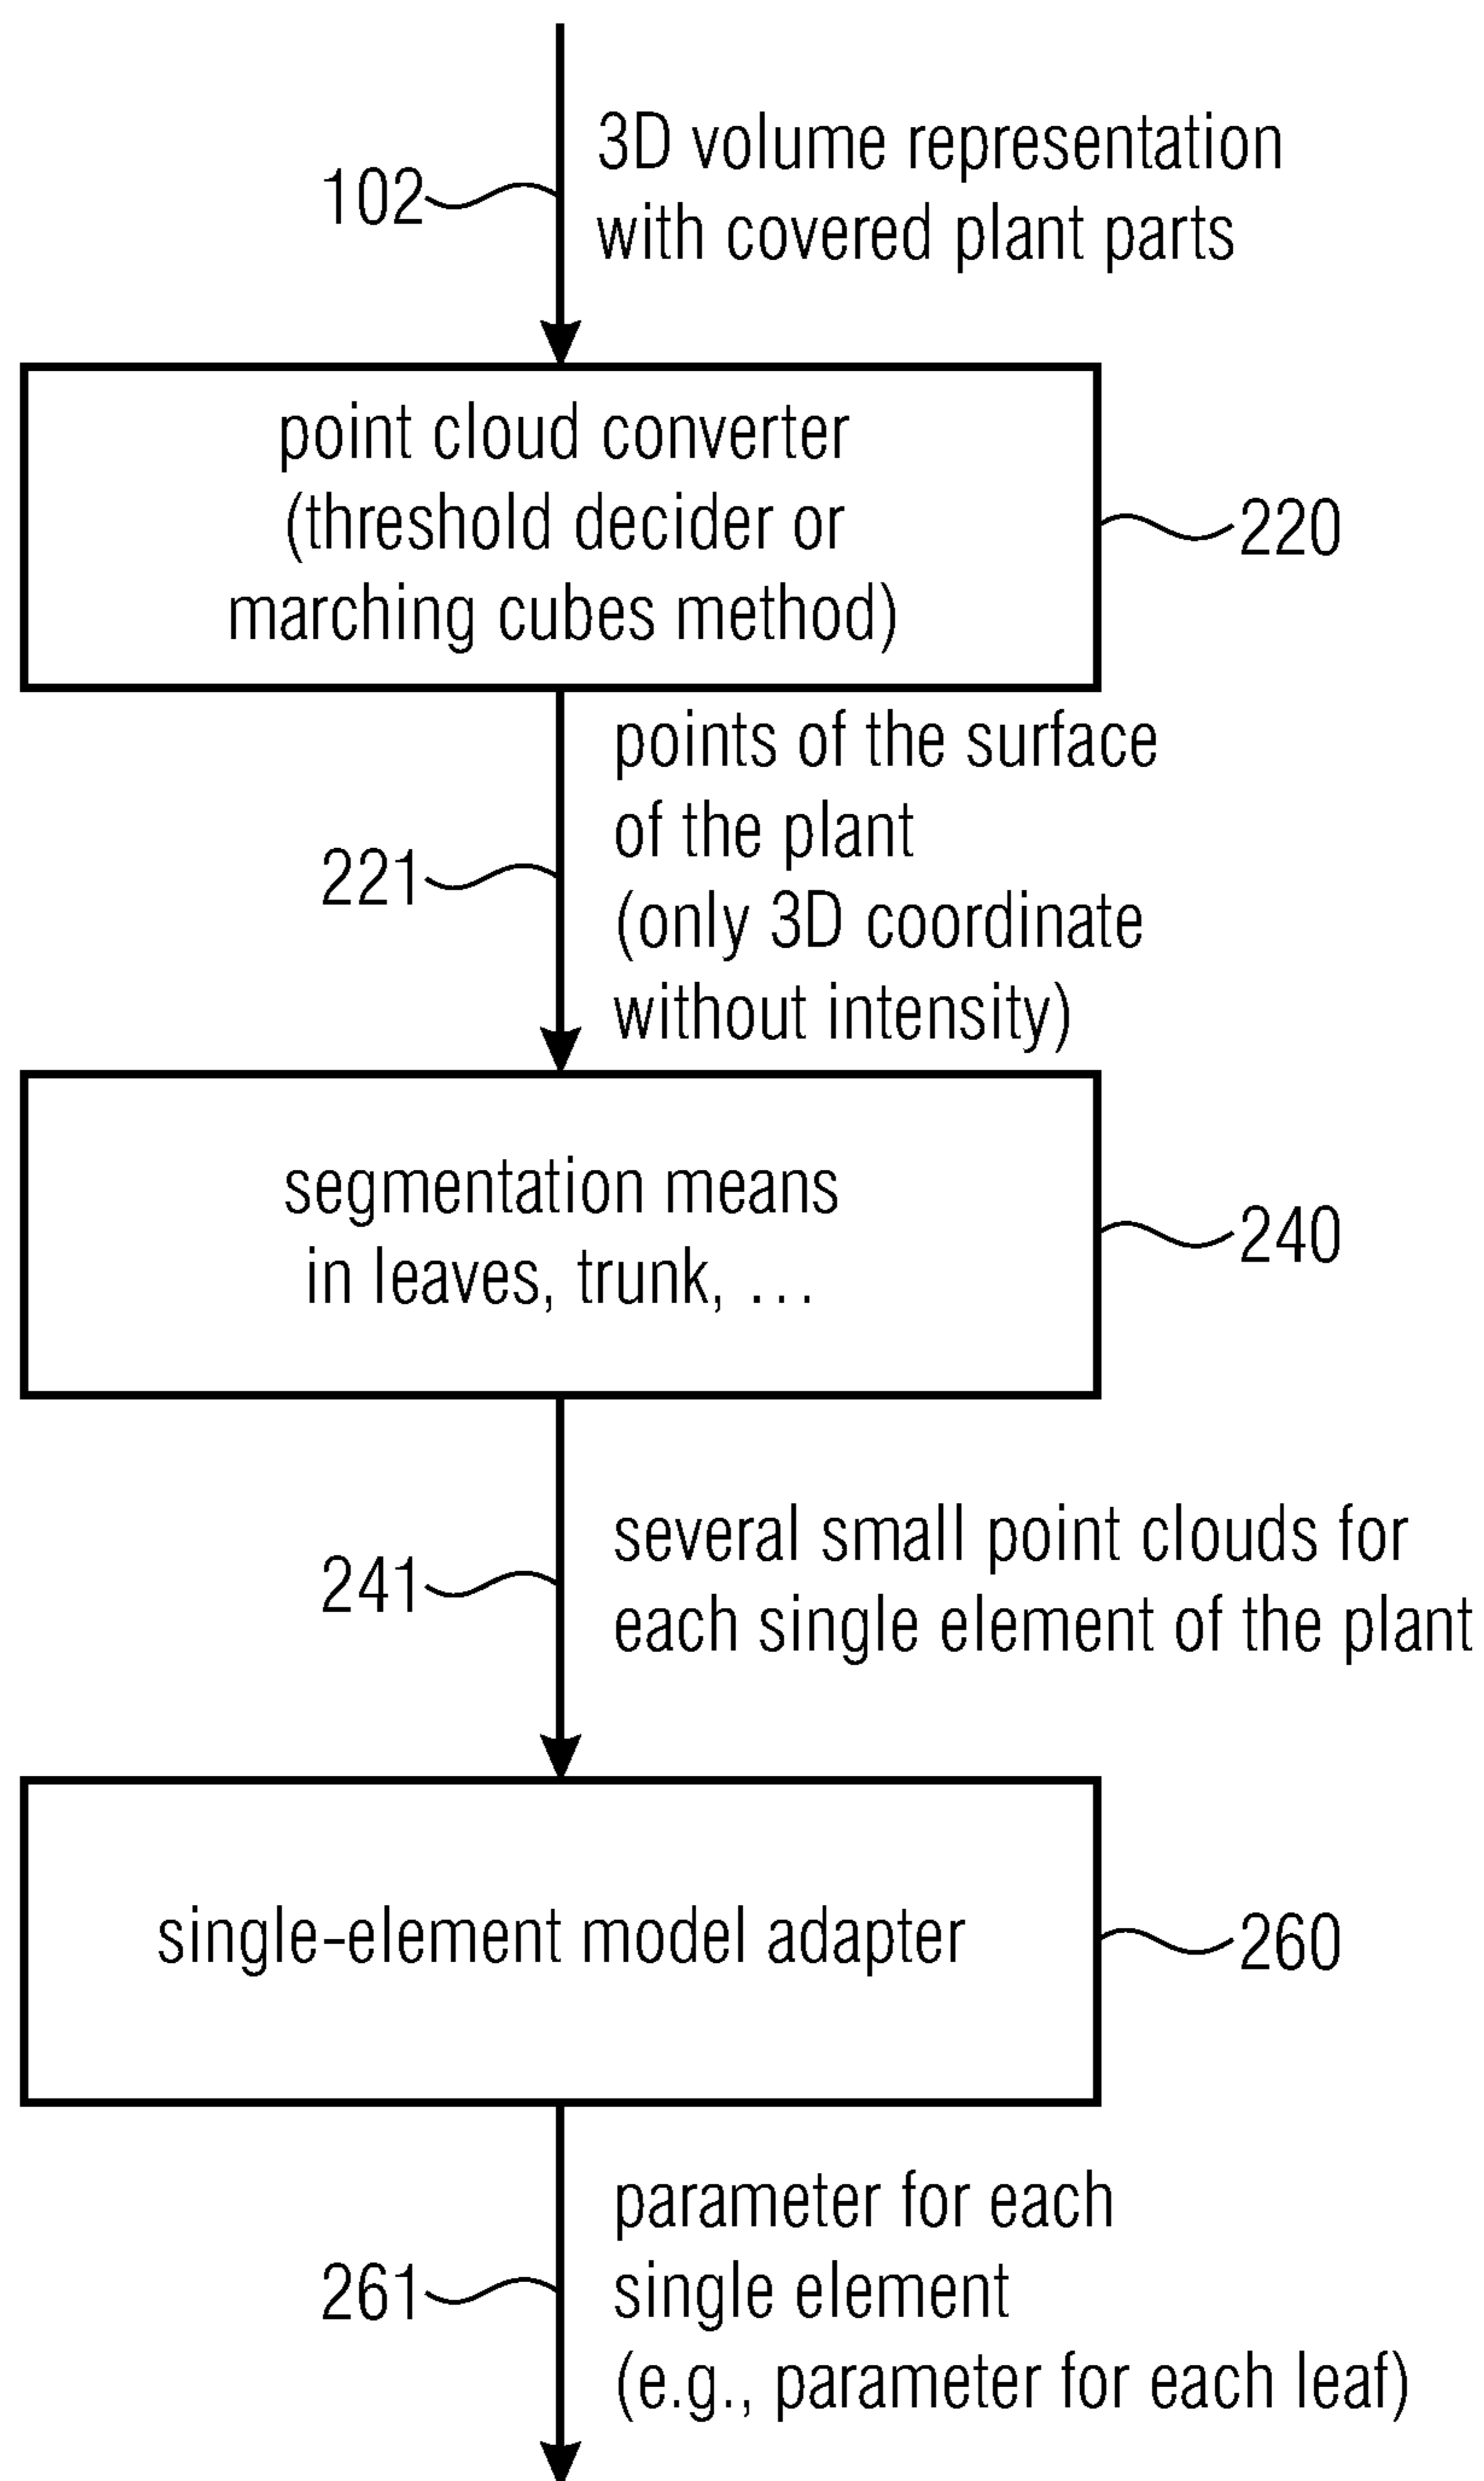 3D volume representation
with covered plant parts
102
point cloud converter
(threshold decider or
marching cubes method)
220
points of the surface
of the plant
(only 3D coordinate
without intensity)
221
segmentation means
in leaves, trunk, ...
240
several small point clouds for
each single element of the plant
241
single-element model adapter
260
parameter for each
single element
(e.g., parameter for each leaf)
261